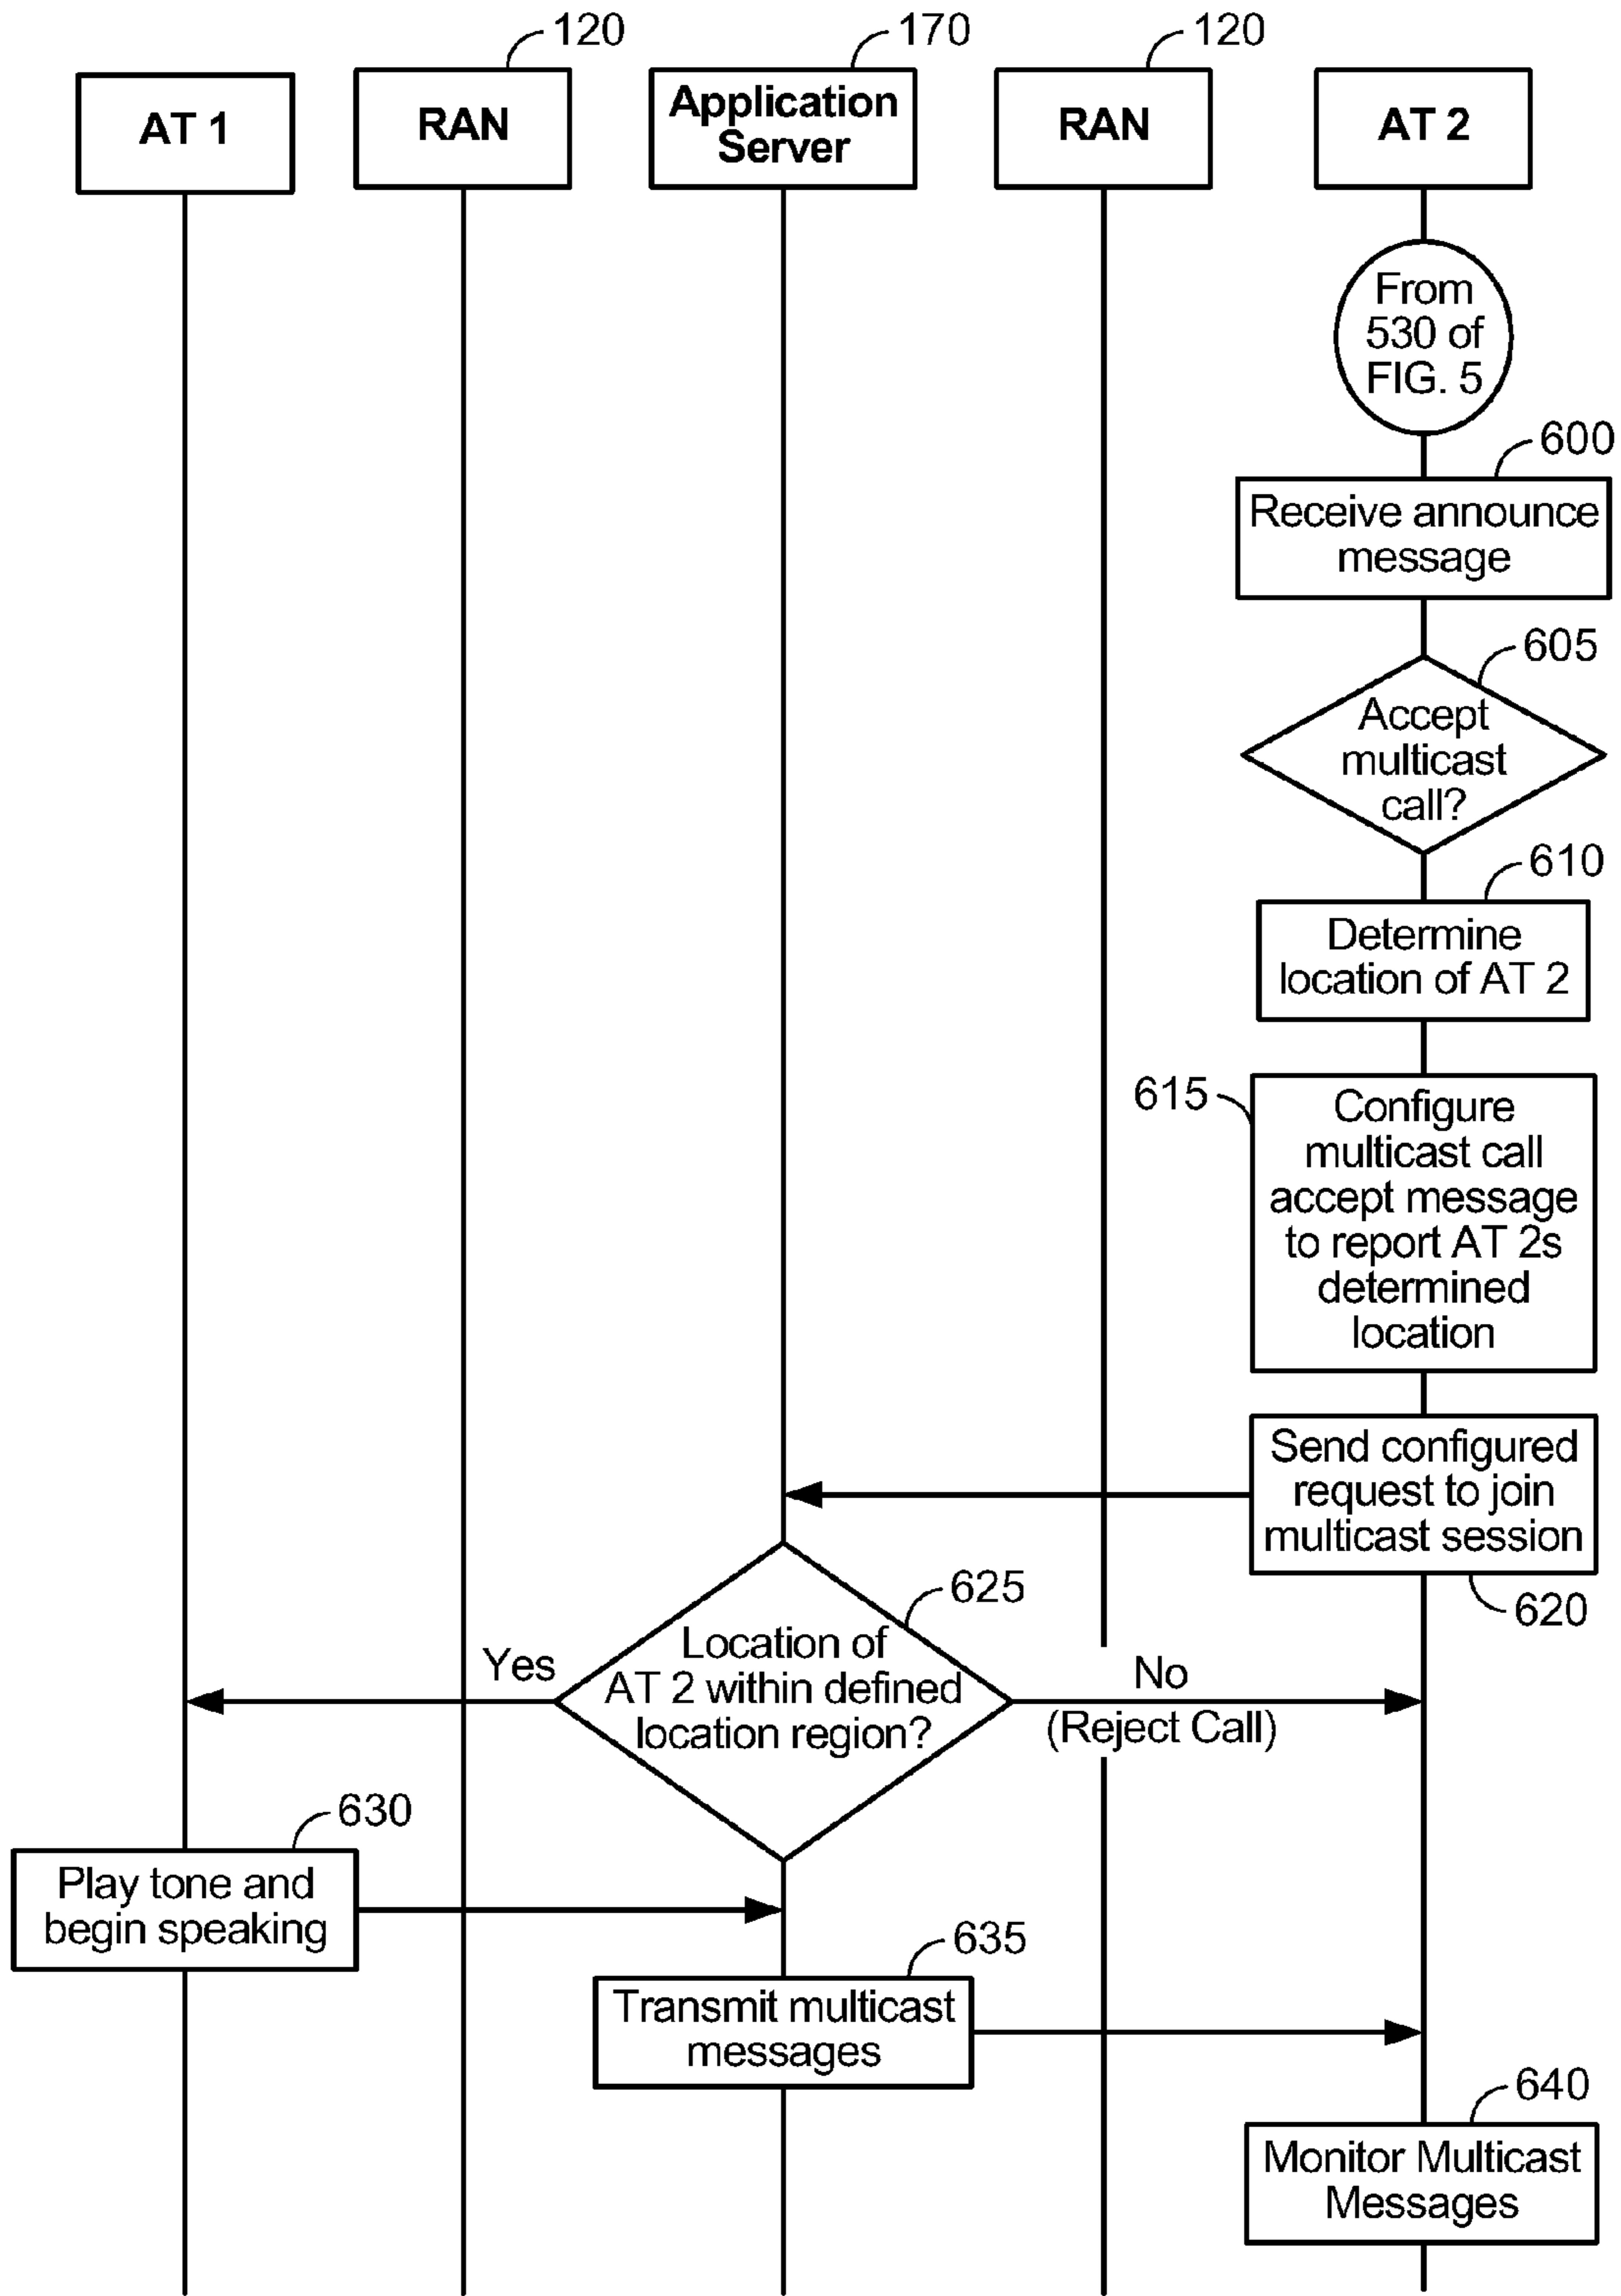 120
170
120
AT 1
RAN
Application
Server
RAN
AT 2
From
530 of
FIG. 5
600
Receive announce
message
605
Accept
multicast
call?
610
Determine
location of AT 2
615
Configure
multicast call
accept message
to report AT 2s
determined
location
Send configured
request to join
multicast session
620
625
Location of
AT 2 within defined
location region?
Yes
No
(Reject Call)
630
Play tone and
begin speaking
635
Transmit multicast
messages
640
Monitor Multicast
Messages